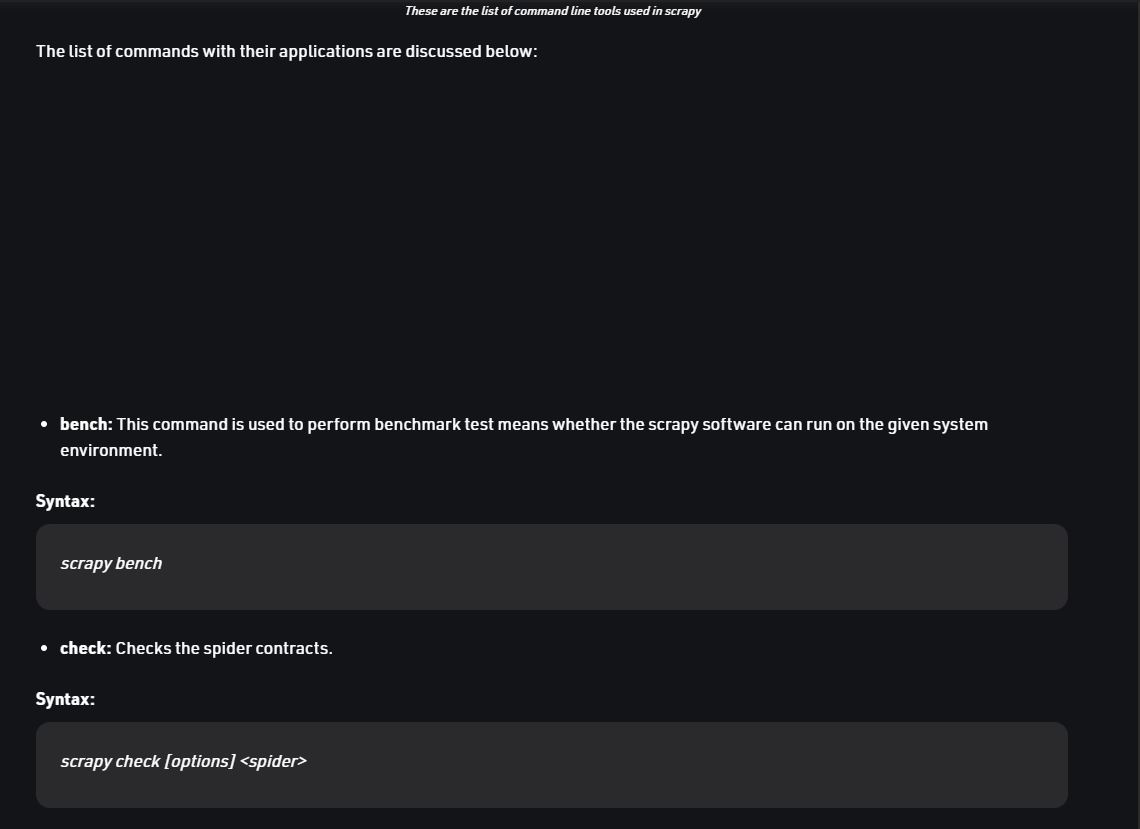 These are the list of command line tools used in scrapy
The list of commands with their applications are discussed below:
• bench: This command is used to perform benchmark test means whether the scrapy software can run on the given system
environment.
Syntax:
scrapy bench
• check: Checks the spider contracts.
Syntax:
scrapy check [options] <spider>